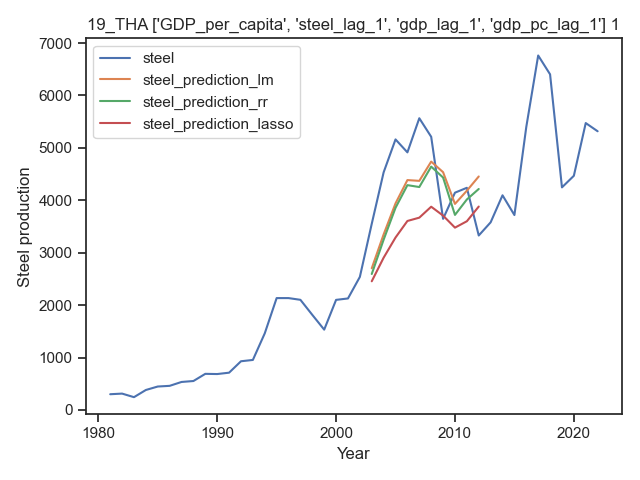 19_THA ['GDP_per_capita', 'steel_lag_1', 'gdp_lag_1', 'gdp_pc_lag_1'] 1
steel
steel_prediction_lm
steel_prediction_rr
steel_prediction_lasso
Steel production
7000
6000
5000
4000
3000
2000
1000
0
1980
1990
2000
2010
2020
Year